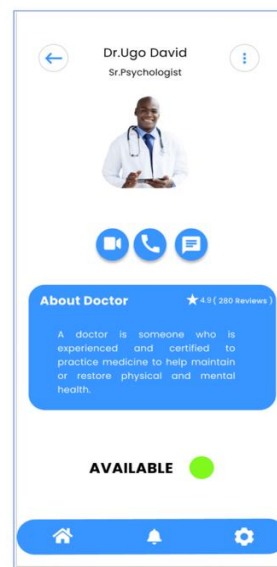 Dr.Ugo David
Sr.Psychologist
About Doctor
4.9 ( 280 Reviews )
A doctor is someone who is
experienced and certified to
practice medicine to help maintain
or restore physical and mental
health.
AVAILABLE